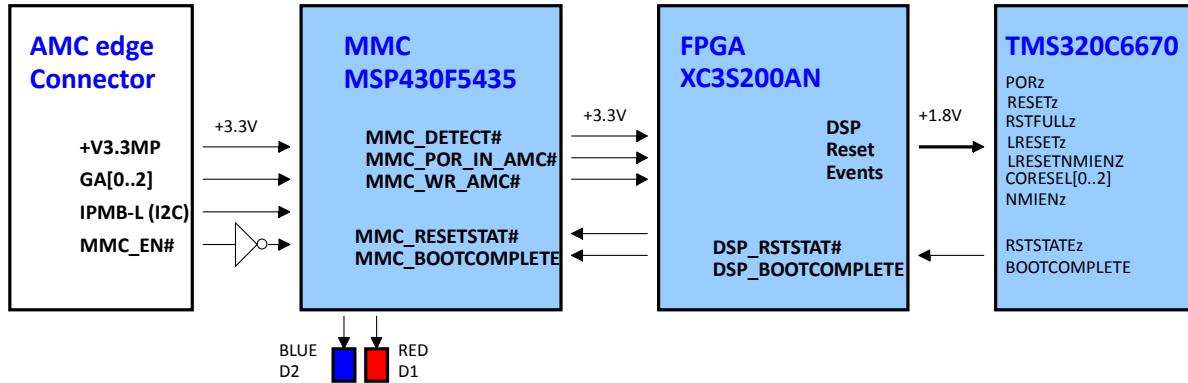 AMC edge
Connector
+V3.3MP
GA[0..2]
IPMB-L (I2C)
MMC_EN#
+3.3V
MMC
MSP430F5435
MMC_DETECT#
MMC_POR_IN_AMC#
MMC_WR_AMC#
MMC_RESETSTAT#
MMC_BOOTCOMPLETE
BLUE
D2
RED
D1
+3.3V
FPGA
XC3S200AN
DSP
Reset
Events
DSP_RSTSTAT#
DSP_BOOTCOMPLETE
+1.8V
TMS320C6670
PORz
RESETz
RSTFULLz
LRESETz
LRESETNMIENZ
CORESEL[0..2]
NMIENz
RSTSTATEz
BOOTCOMPLETE